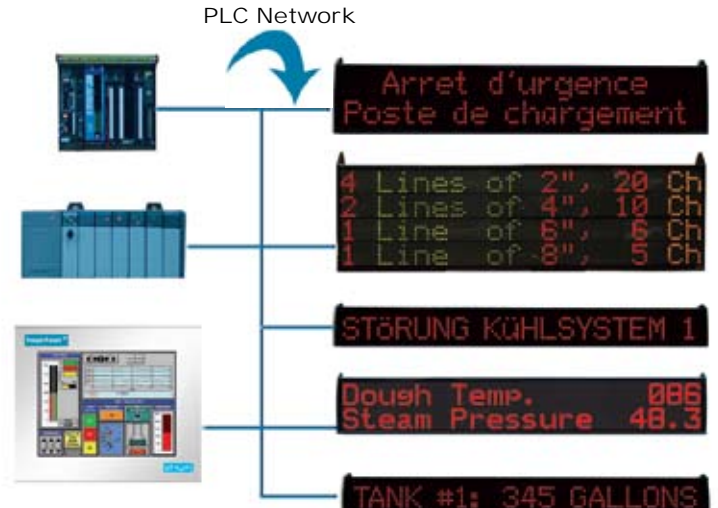 PLC Network
Arret d'urgence
Poste de chargement
4 Lines of 2", 20 Ch
2 Lines of 4", 10 Ch
1 Line of 6", 6 Ch
1 Line of 8", 5 Ch
STÖRUNG KüHLSYSTEM 1
Dough Temp. 086
Steam Pressure 48.3
TANK #1: 345 GALLONS